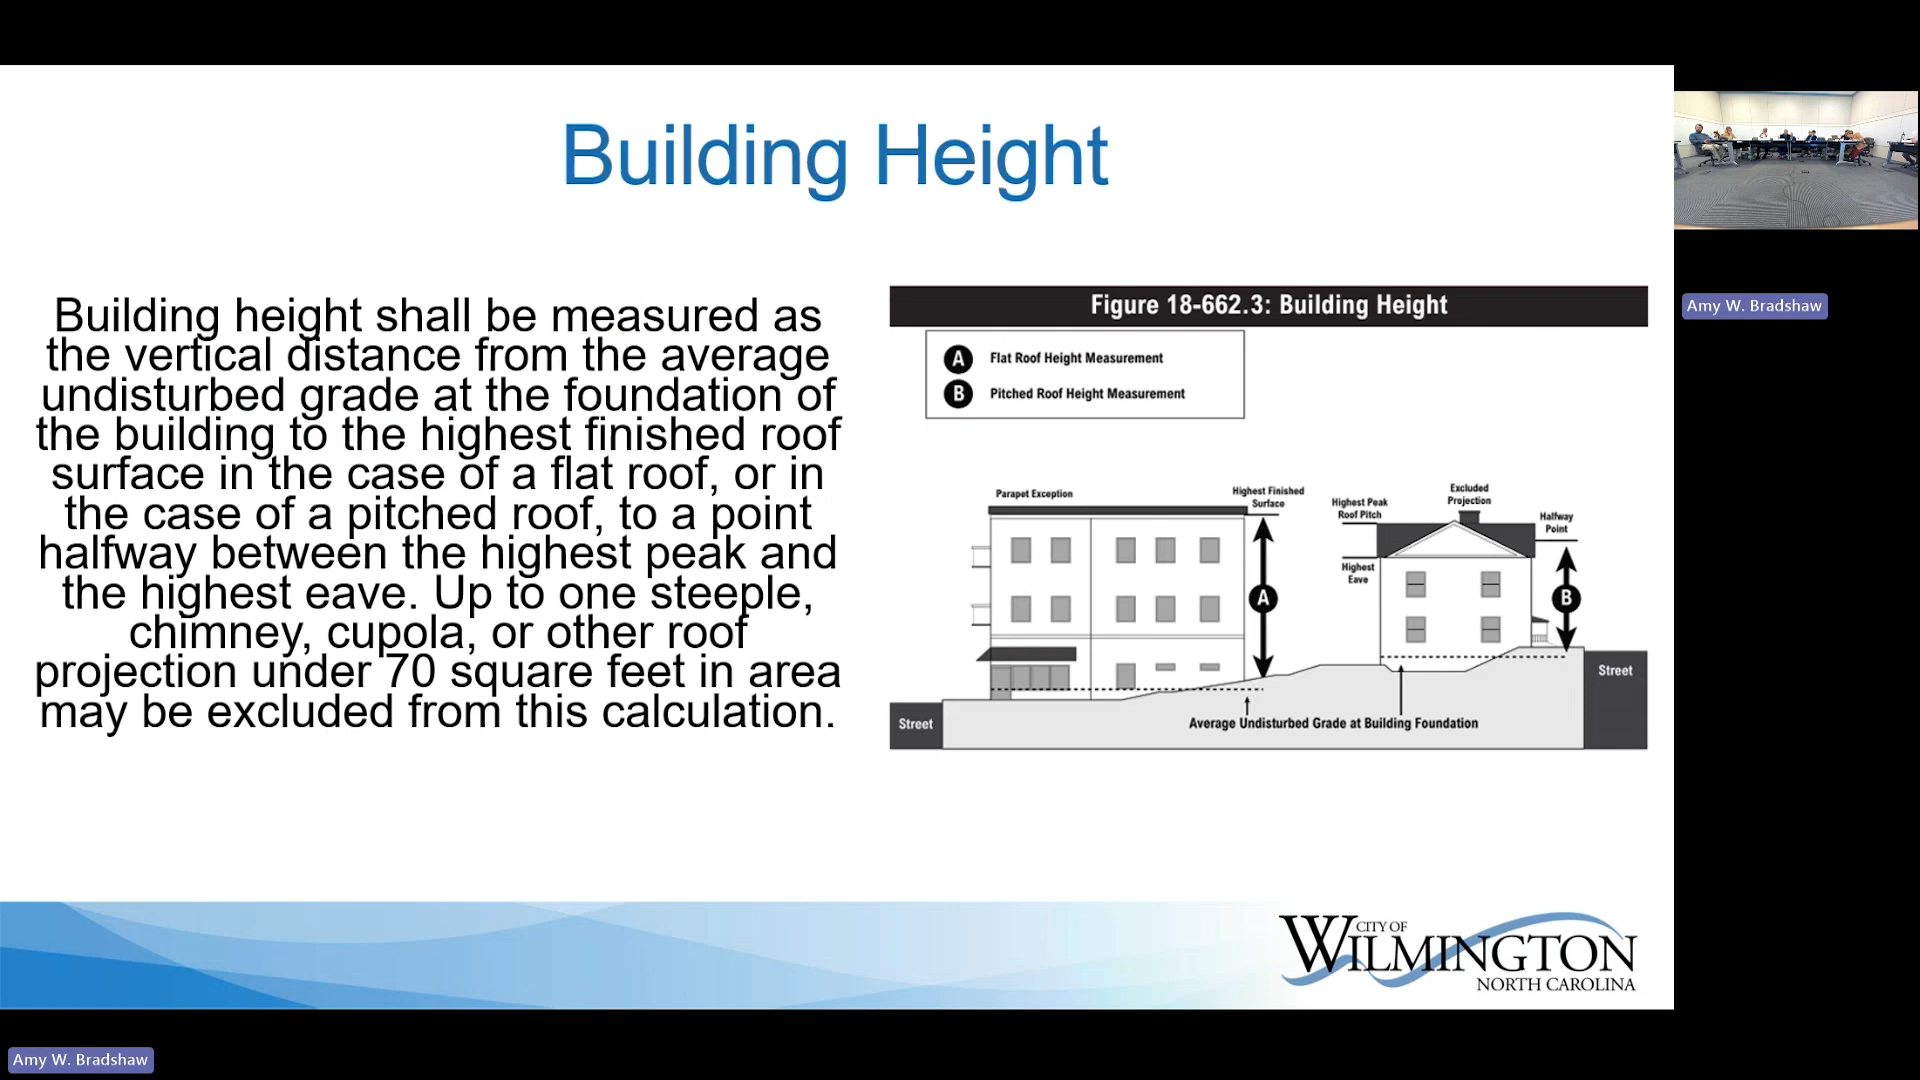 Building Height
Building height shall be measured as
the vertical distance from the average
undisturbed grade at the foundation of
the building to the highest finished roof
surface in the case of a flat roof, or in
the case of a pitched roof, to a point
halfway between the highest peak and
the highest eave. Up to one steeple,
chimney, cupola, or other roof
projection under 70 square feet in area
may be excluded from this calculation.
Figure 18-662.3: Building Height
A Flat Roof Height Measurement
B Pitched Roof Height Measurement
Parapet Exception
Highest Finished
Surface
Highest Peak
Roof Pitch
Excluded
Projection
Halfway
Point
Highest
Eave
A
B
Street
Street
Average Undisturbed Grade at Building Foundation
CITY OF
WILMINGTON
NORTH CAROLINA
Amy W. Bradshaw
Amy W. Bradshaw